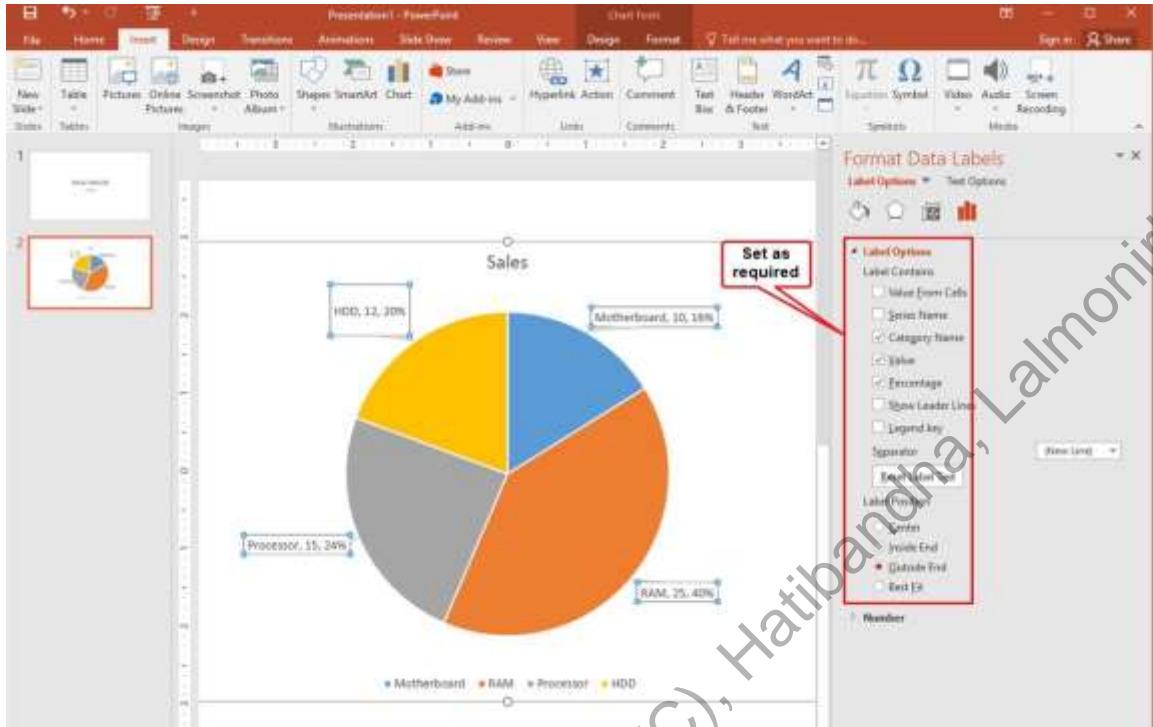 Presentation1 - PowerPoint
Chart Tools
File Home Insert Design Transitions Animations Slide Show Review View Design Format Tell me what you want to do... Sign in Share
New Slide Table Pictures Online Pictures Screenshot Photo Album Shapes SmartArt Chart Store My Add-ins Hyperlink Action Comment Text Box Header & Footer WordArt Equation Symbol Video Audio Screen Recording
Slides Tables Images Illustrations Add-ins Links Comments Text Symbols Media
1
2
Sales
HDD, 12, 20%
Motherboard, 10, 16%
Processor, 15, 24%
RAM, 25, 40%
Motherboard RAM Processor HDD
Set as
required
Format Data Labels
Label Options Text Options
Label Options
Label Contains
Value From Cells
Series Name
Category Name
Value
Percentage
Show Leader Lines
Legend key
Separator (New Line)
Reset Label Text
Label Position
Center
Inside End
Outside End
Best Fit
Number
Hatibandha, Lalmonirh